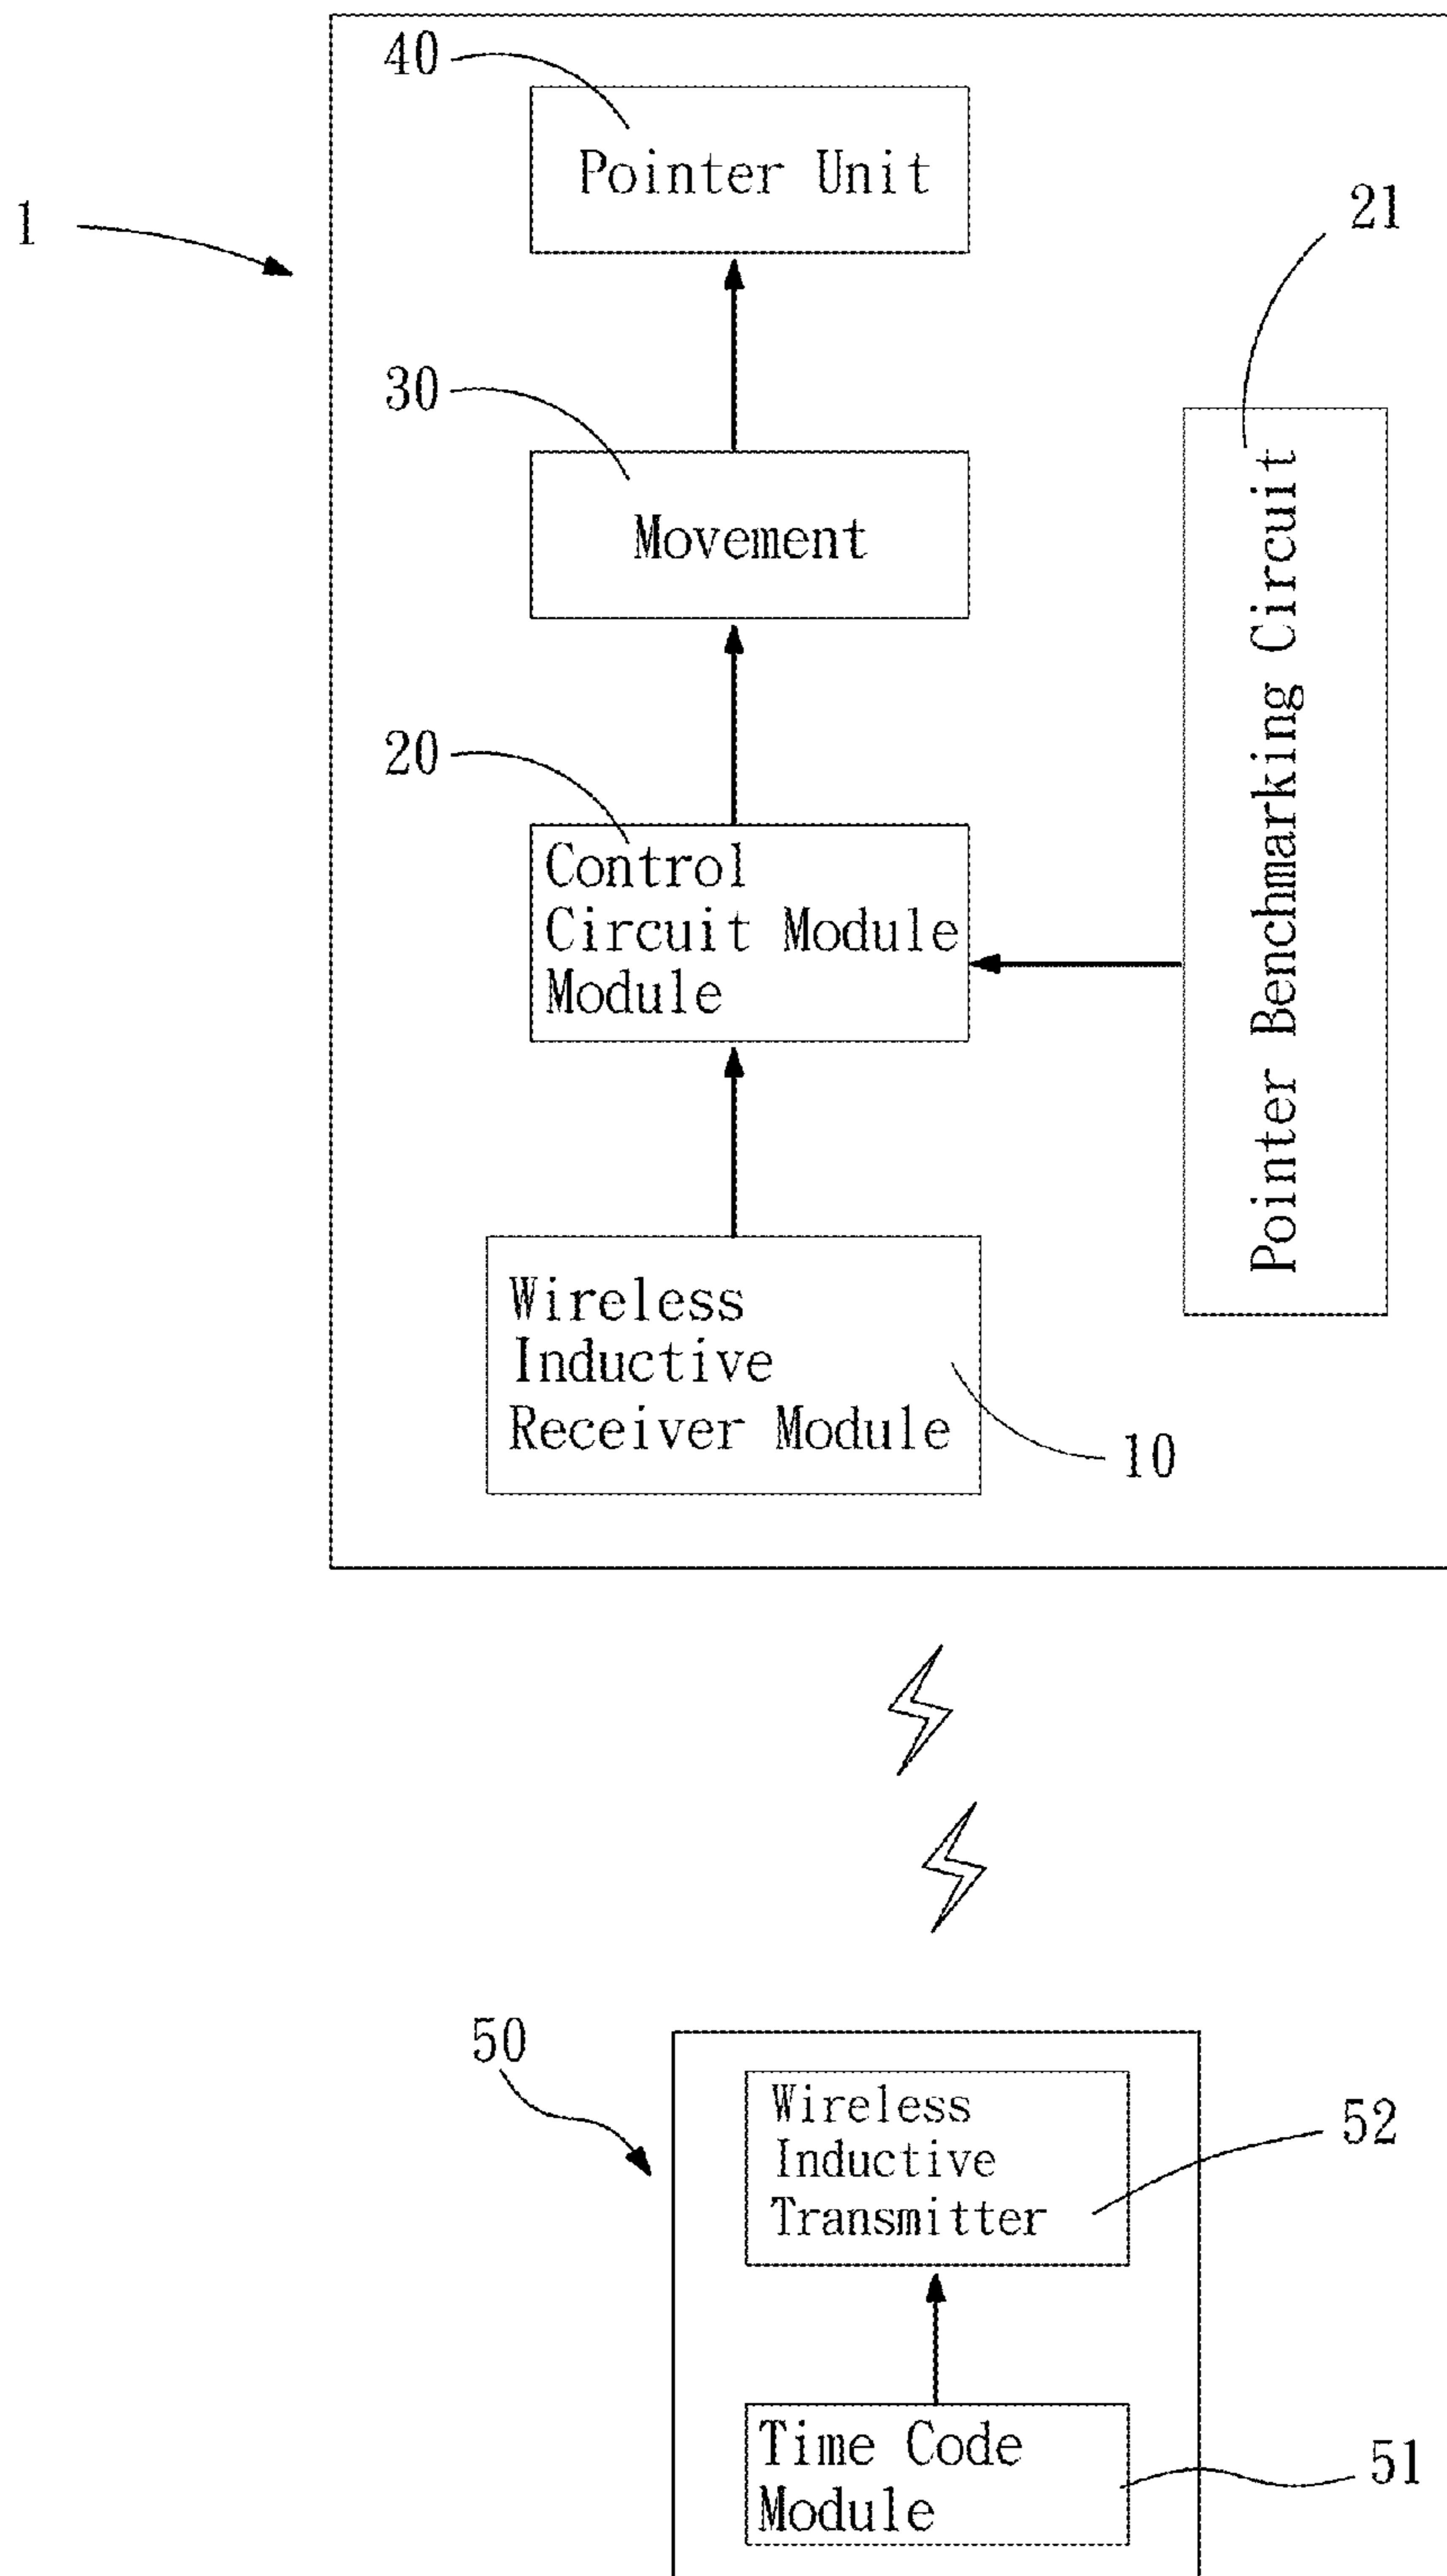 40
Pointer Unit
1
21
30
Movement
Pointer Benchmarking Circuit
20
Control
Circuit Module
Module
Wireless
Inductive
Receiver Module
10
50
Wireless
Inductive
Transmitter
52
Time Code
Module
51